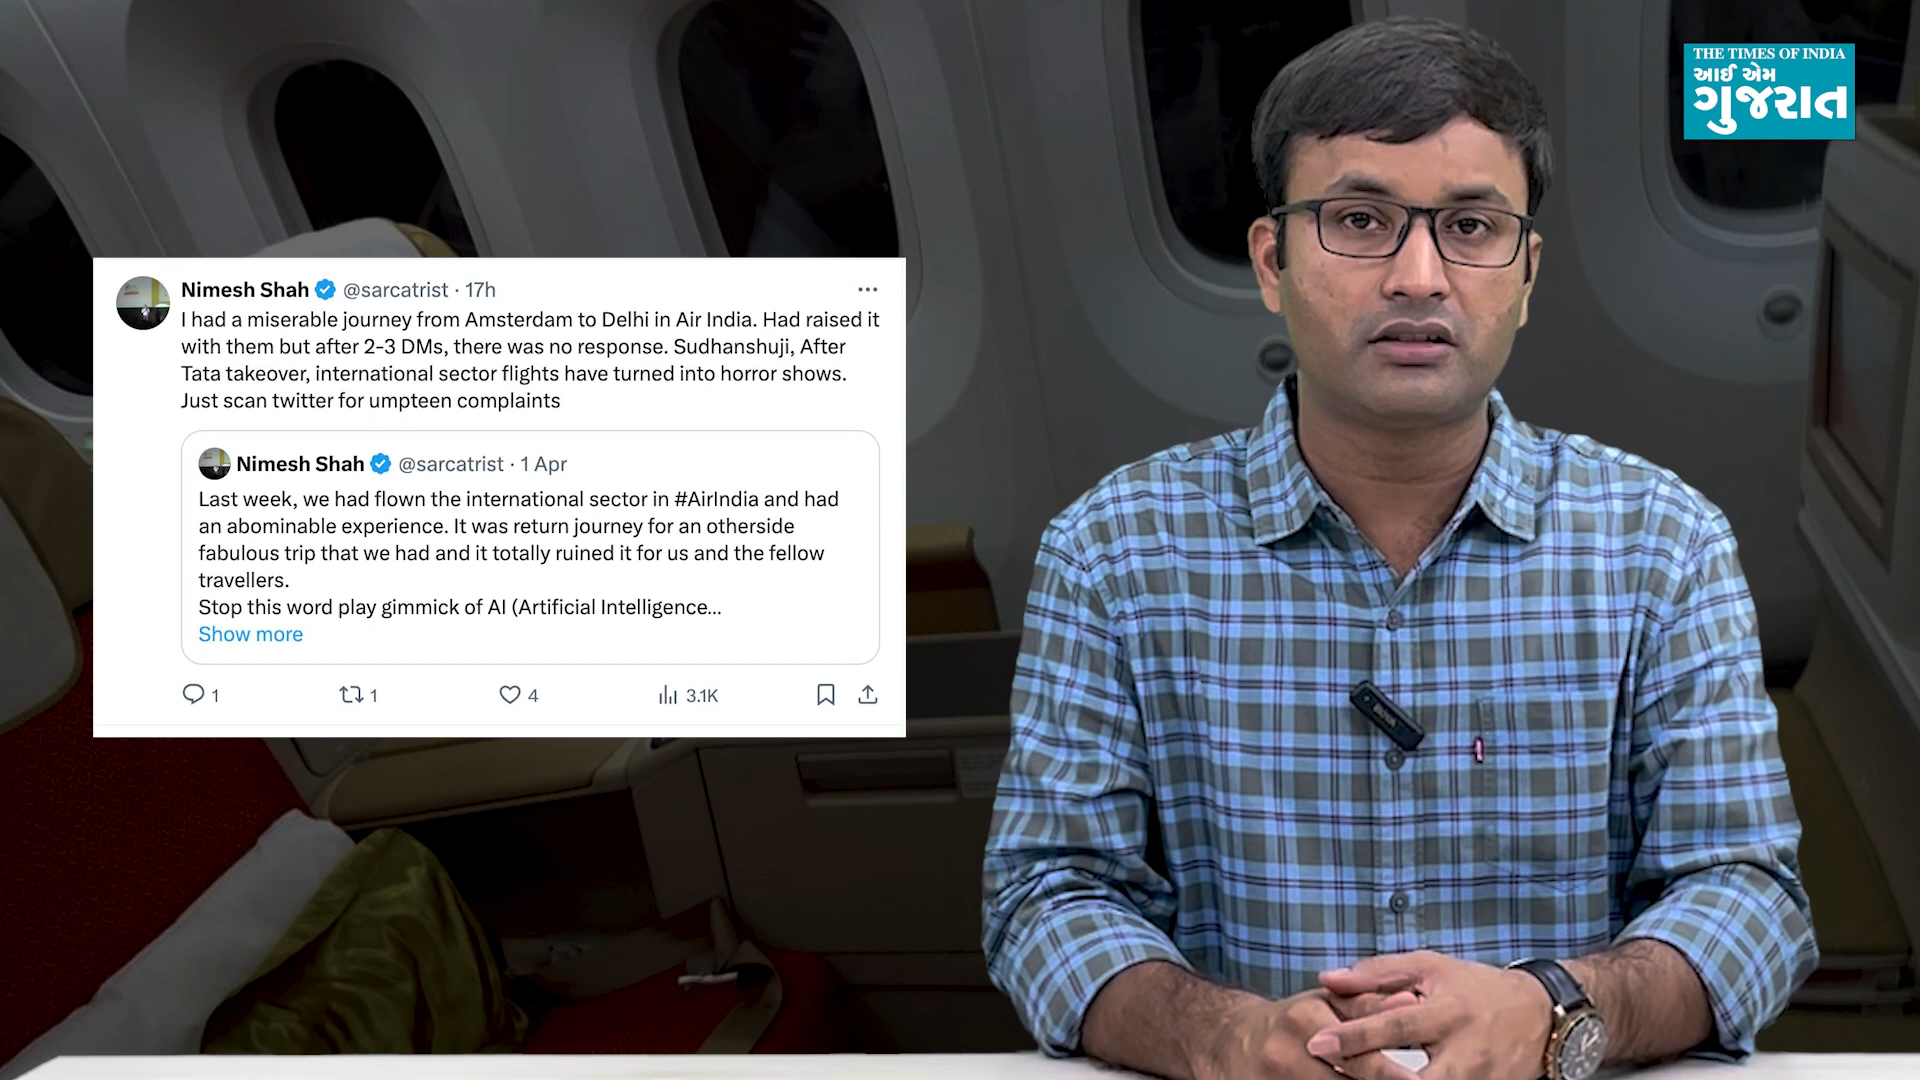 THE TIMES OF INDIA
આઈ એમ
ગુજરાત
Nimesh Shah @sarcatrist · 17h
I had a miserable journey from Amsterdam to Delhi in Air India. Had raised it
with them but after 2-3 DMs, there was no response. Sudhanshuji, After
Tata takeover, international sector flights have turned into horror shows.
Just scan twitter for umpteen complaints
Nimesh Shah @sarcatrist · 1 Apr
Last week, we had flown the international sector in #AirIndia and had
an abominable experience. It was return journey for an otherside
fabulous trip that we had and it totally ruined it for us and the fellow
travellers.
Stop this word play gimmick of AI (Artificial Intelligence...
Show more
1 1 4 3.1K